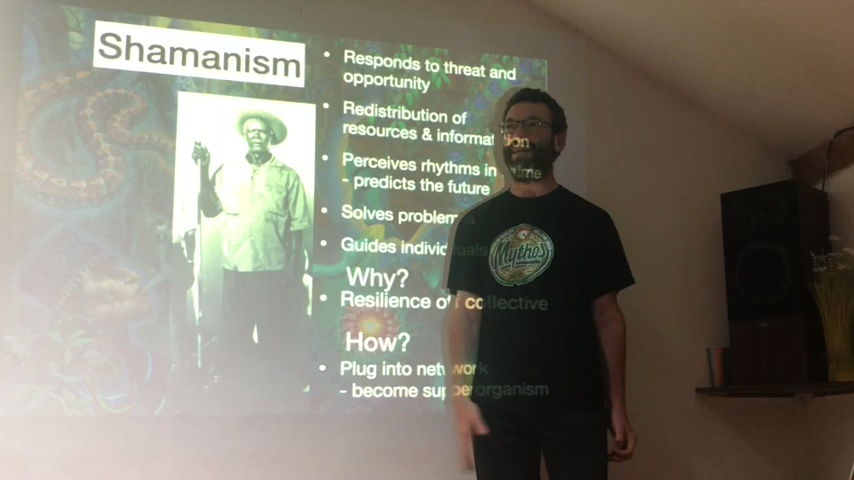 Shamanism
• Responds to threat and
opportunity
• Redistribution of
resources & information
• Perceives rhythms in time
- predicts the future
• Solves problems
• Guides individuals
Why?
• Resilience of collective
How?
• Plug into network
- become superorganism
Mythos